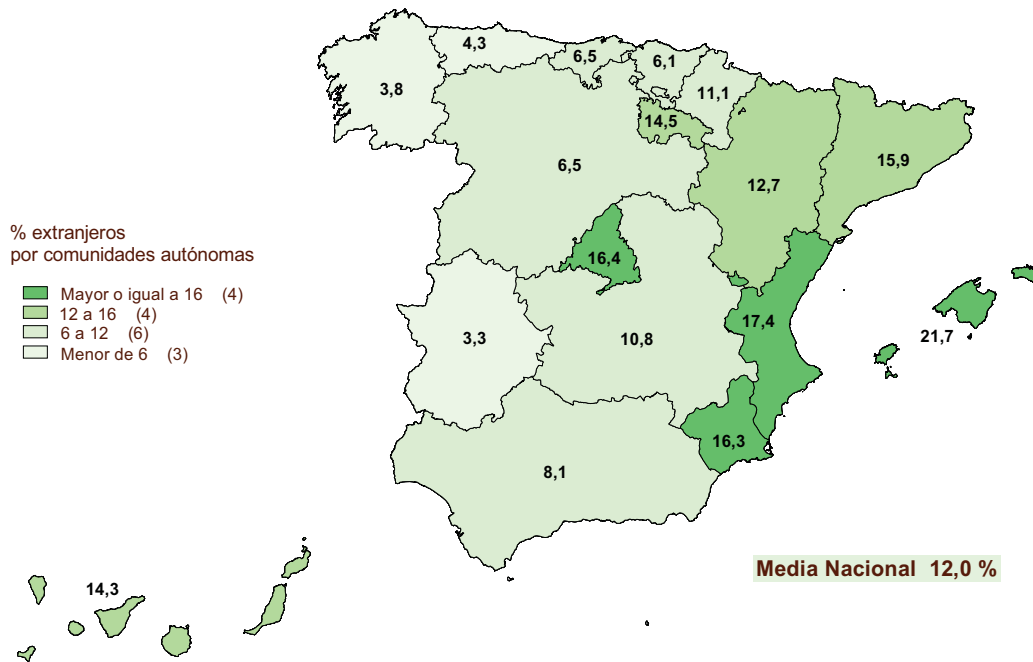 4,3
6,5
6,1
3,8
11,1
14,5
15,9
6,5
12,7
% extranjeros
por comunidades autónomas
16,4
Mayor o igual a 16 (4)
12 a 16 (4)
6 a 12 (6)
Menor de 6 (3)
17,4
3,3
10,8
21,7
16,3
8,1
Media Nacional 12,0 %
14,3